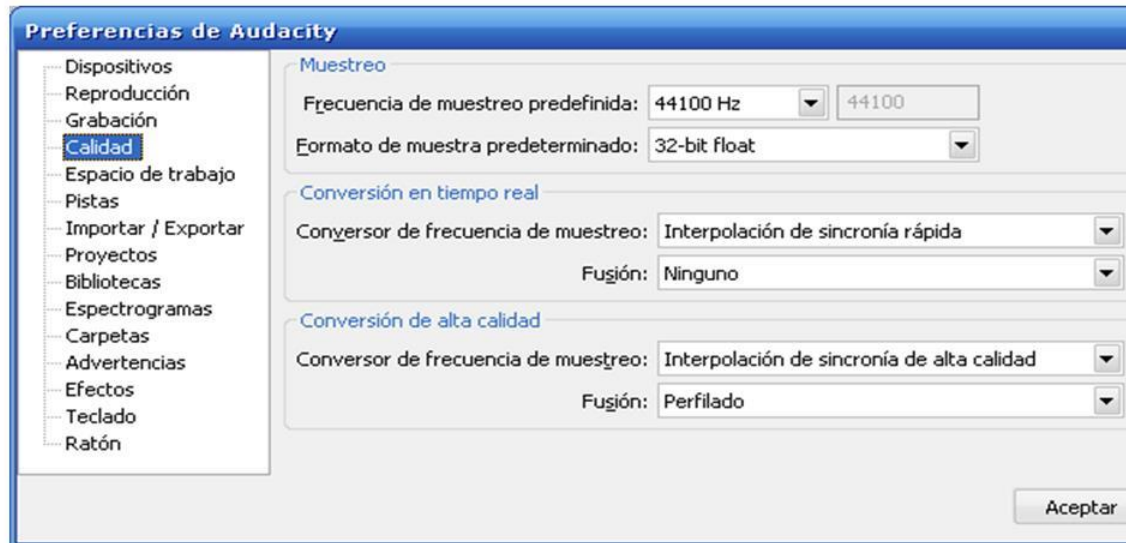 Preferencias de Audacity
Dispositivos
Reproducción
Grabación
Calidad
Espacio de trabajo
Pistas
Importar / Exportar
Proyectos
Bibliotecas
Espectrogramas
Carpetas
Advertencias
Efectos
Teclado
Ratón
Muestreo
Frecuencia de muestreo predefinida: 44100 Hz 44100
Formato de muestra predeterminado: 32-bit float
Conversión en tiempo real
Conversor de frecuencia de muestreo: Interpolación de sincronía rápida
Fusión: Ninguno
Conversión de alta calidad
Conversor de frecuencia de muestreo: Interpolación de sincronía de alta calidad
Fusión: Perfilado
Aceptar